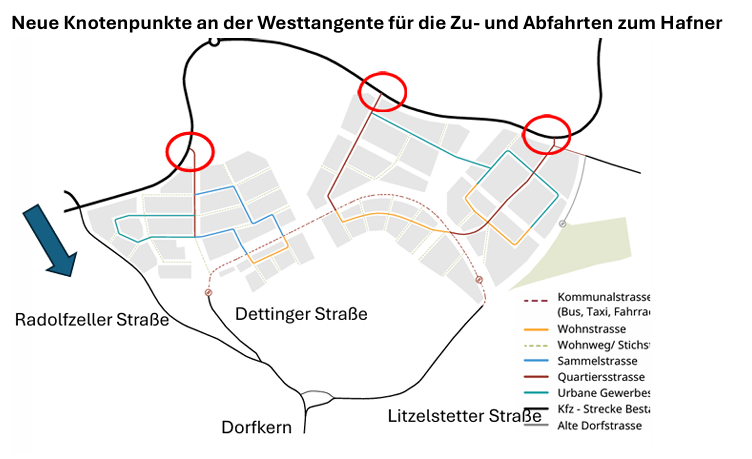 Neue Knotenpunkte an der Westtangente für die Zu- und Abfahrten zum Hafner
Radolfzeller Straße
Dettinger Straße
Dorfkern
Litzelstetter Straße
Kommunalstrasse
(Bus, Taxi, Fahrra
Wohnstrasse
Wohnweg/ Stichst
Sammelstrasse
Quartiersstrasse
Urbane Gewerbes
Kfz - Strecke Besta
Alte Dorfstrasse